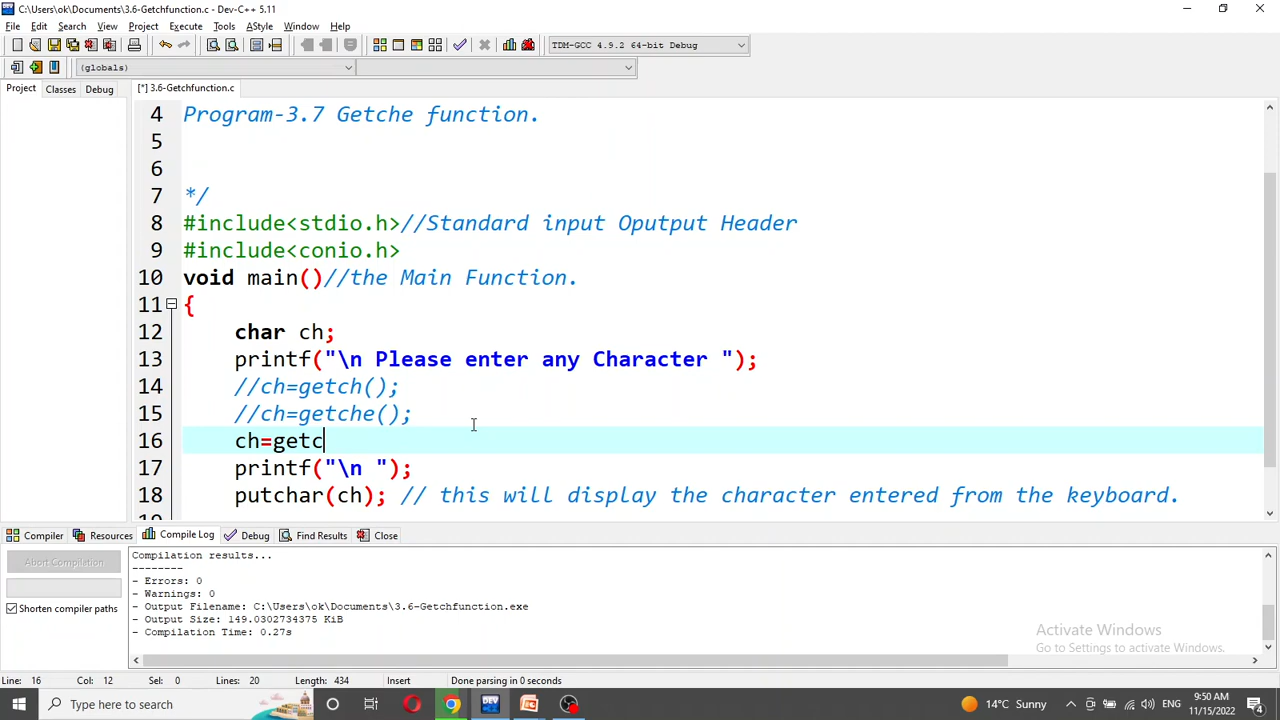 C:\Users\ok\Documents\3.6-Getchfunction.c - Dev-C++ 5.11
File Edit Search View Project Execute Tools AStyle Window Help
TDM-GCC 4.9.2 64-bit Debug
(globals)
Project Classes Debug [*] 3.6-Getchfunction.c
4 Program-3.7 Getche function.
5
6
7 */
8 #include<stdio.h>//Standard input Oputput Header
9 #include<conio.h>
10 void main()//the Main Function.
11 {
12 char ch;
13 printf("\n Please enter any Character ");
14 //ch=getch();
15 //ch=getche();
16 ch=getc
17 printf("\n ");
18 putchar(ch); // this will display the character entered from the keyboard.
Compiler Resources Compile Log Debug Find Results Close
Abort Compilation
Shorten compiler paths
Compilation results...
--------
- Errors: 0
- Warnings: 0
- Output Filename: C:\Users\ok\Documents\3.6-Getchfunction.exe
- Output Size: 149.0302734375 KiB
- Compilation Time: 0.27s
Activate Windows
Go to Settings to activate Windows.
Line: 16 Col: 12 Sel: 0 Lines: 20 Length: 434 Insert Done parsing in 0 seconds
Type here to search
DEV
14°C Sunny
ENG
9:50 AM
11/15/2022
4